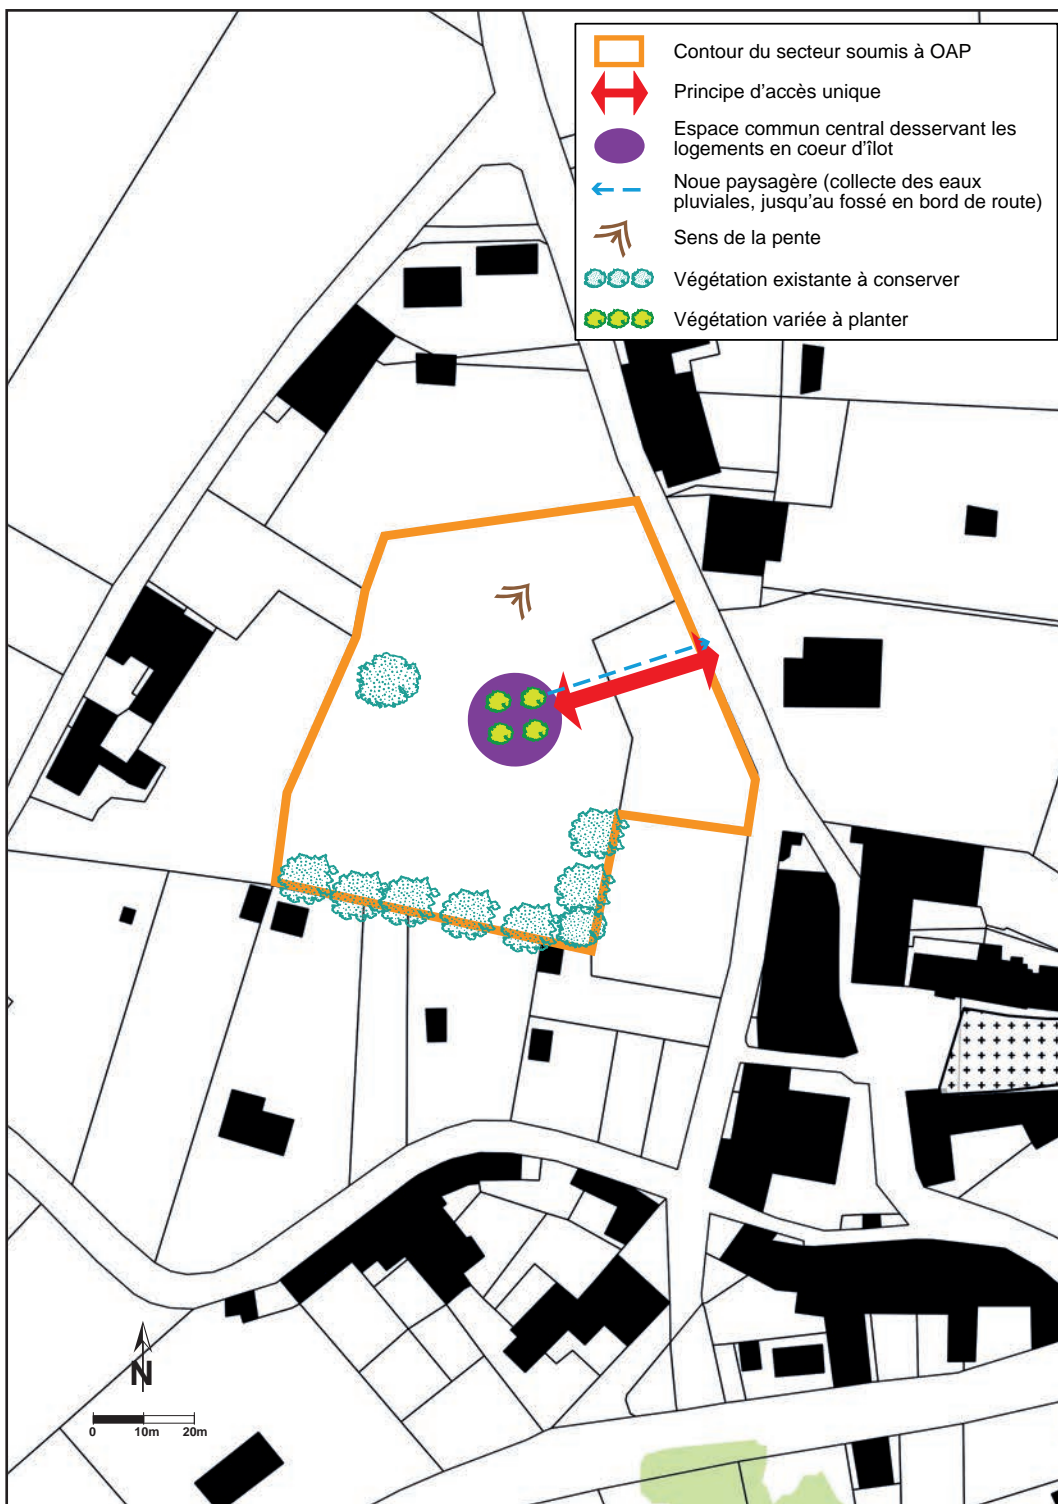 Contour du secteur soumis à OAP
Principe d'accès unique
Espace commun central desservant les
logements en coeur d'îlot
Noue paysagère (collecte des eaux
pluviales, jusqu'au fossé en bord de route)
Sens de la pente
Végétation existante à conserver
Végétation variée à planter
N
0 10m 20m